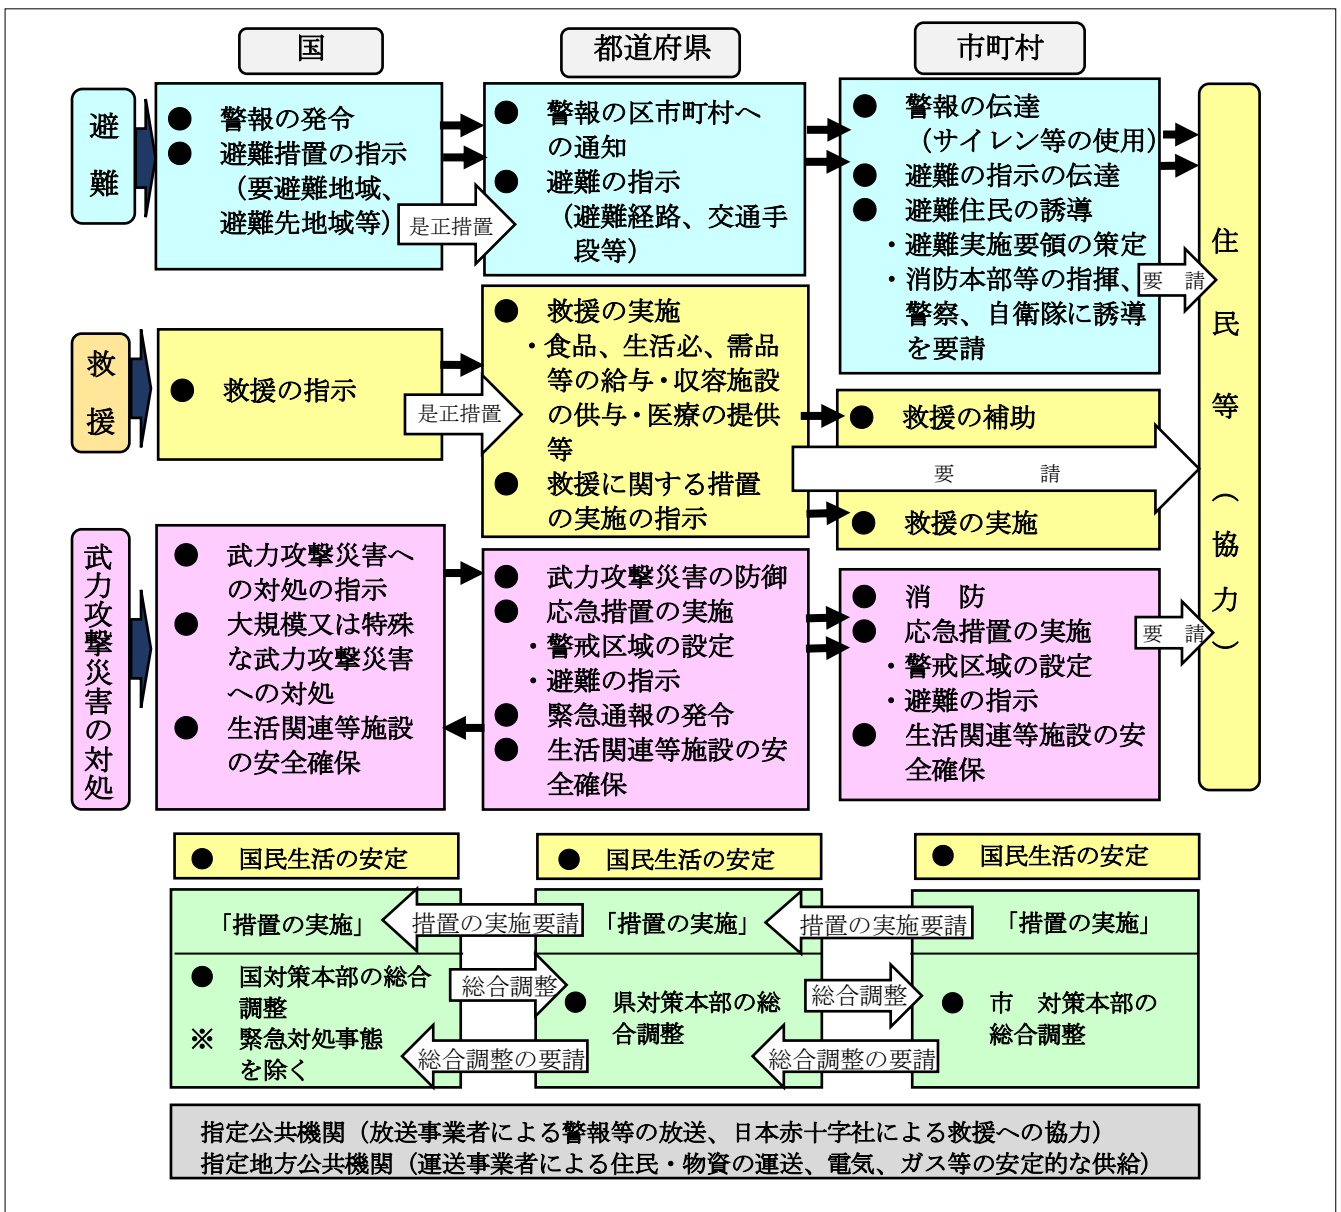 国
都道府県
市町村
避
難
● 警報の発令
● 避難措置の指示
（要避難地域、
避難先地域等）
是正措置
● 警報の区市町村へ
の通知
● 避難の指示
（避難経路、交通手
段等）
● 警報の伝達
（サイレン等の使用）
● 避難の指示の伝達
● 避難住民の誘導
・避難実施要領の策定
・消防本部等の指揮、
警察、自衛隊に誘導
を要請
要　請
住民等（協力）
救
援
● 救援の指示
是正措置
● 救援の実施
・食品、生活必、需品
等の給与・収容施設
の供与・医療の提供
等
● 救援に関する措置
の実施の指示
● 救援の補助
要　請
● 救援の実施
武力攻撃災害の対処
● 武力攻撃災害へ
の対処の指示
● 大規模又は特殊
な武力攻撃災害
への対処
● 生活関連等施設
の安全確保
● 武力攻撃災害の防御
● 応急措置の実施
・警戒区域の設定
・避難の指示
● 緊急通報の発令
● 生活関連等施設の安
全確保
● 消　防
● 応急措置の実施
・警戒区域の設定
・避難の指示
● 生活関連等施設の安
全確保
要　請
● 国民生活の安定
● 国民生活の安定
● 国民生活の安定
「措置の実施」
措置の実施要請
「措置の実施」
措置の実施要請
「措置の実施」
● 国対策本部の総合
調整
※ 緊急対処事態
を除く
総合調整
総合調整の要請
● 県対策本部の総
合調整
総合調整
総合調整の要請
● 市　対策本部の
総合調整
指定公共機関（放送事業者による警報等の放送、日本赤十字社による救援への協力）
指定地方公共機関（運送事業者による住民・物資の運送、電気、ガス等の安定的な供給）